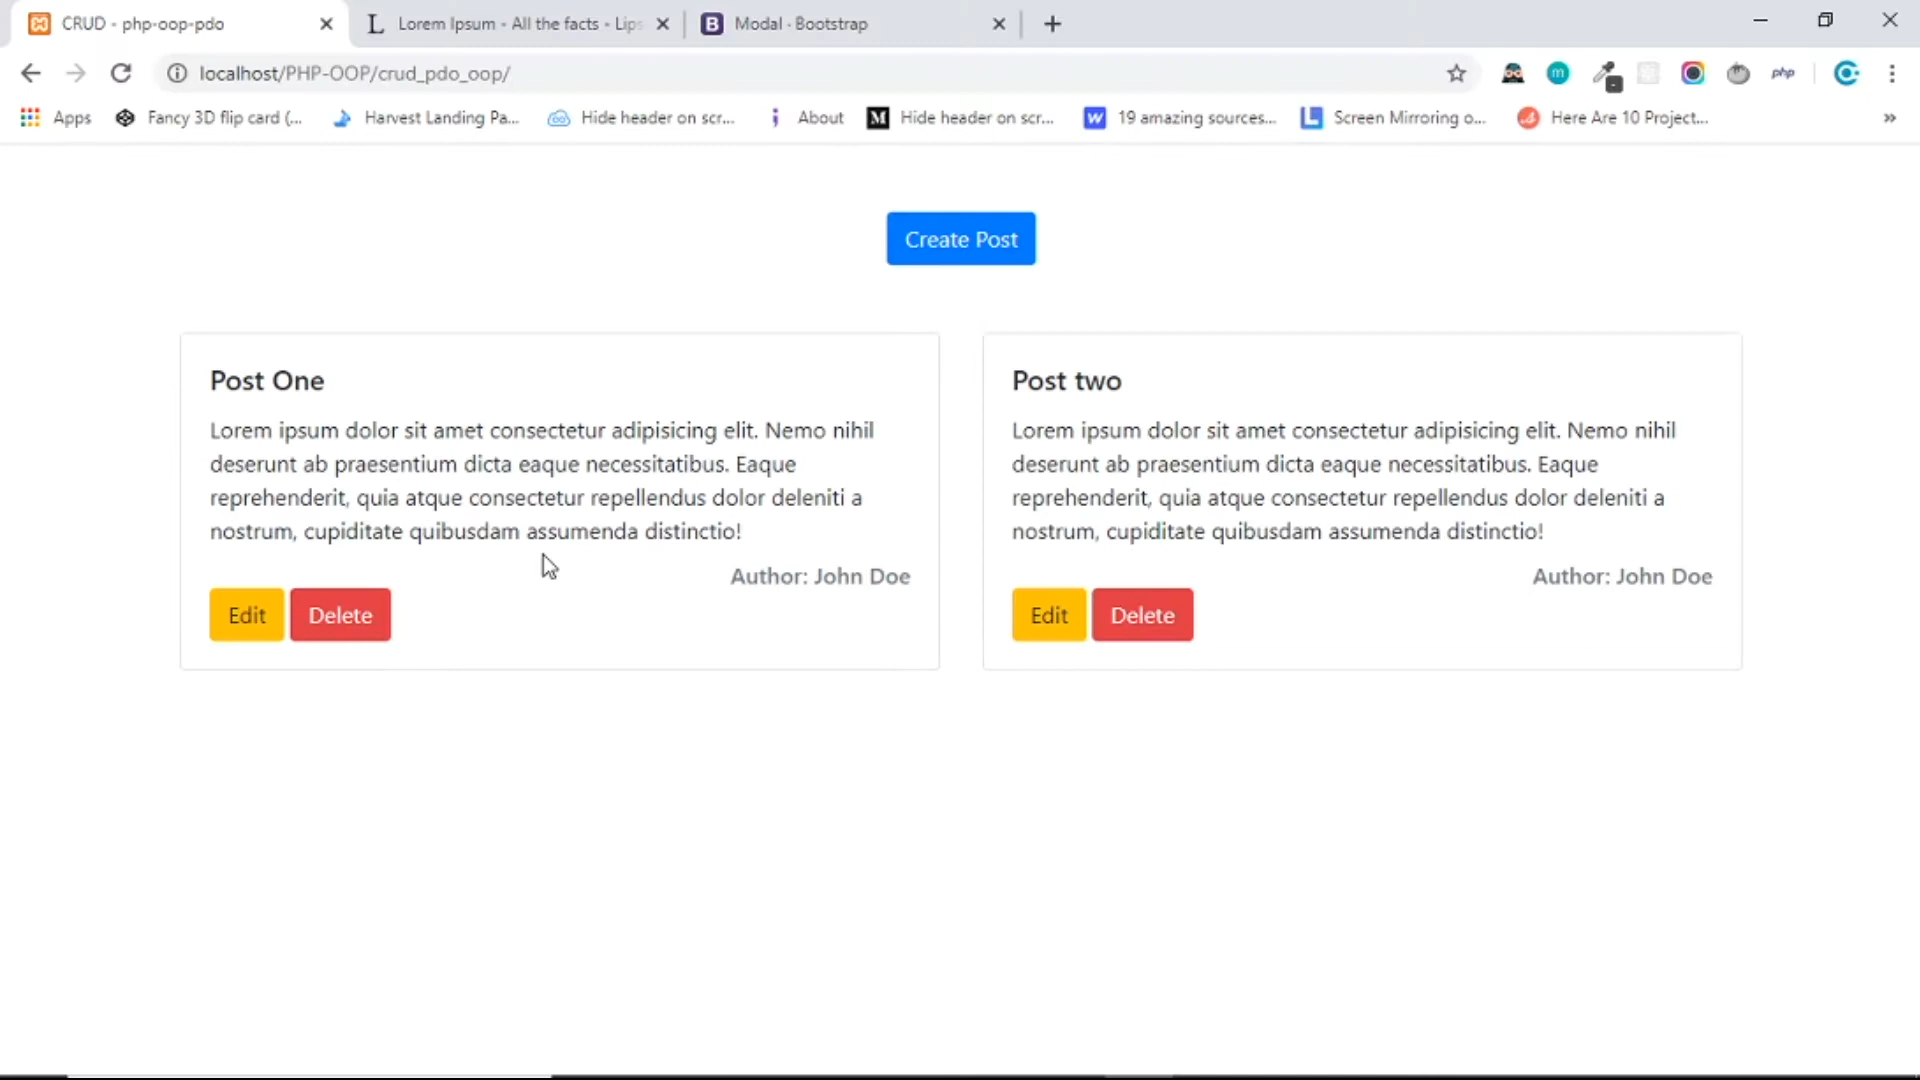 CRUD - php-oop-pdo
Lorem Ipsum - All the facts - Lips
Modal · Bootstrap
localhost/PHP-OOP/crud_pdo_oop/
m
php
Apps
Fancy 3D flip card (...
Harvest Landing Pa...
Hide header on scr...
About
Hide header on scr...
19 amazing sources...
Screen Mirroring o...
Here Are 10 Project...
»
Create Post
Post One
Lorem ipsum dolor sit amet consectetur adipisicing elit. Nemo nihil
deserunt ab praesentium dicta eaque necessitatibus. Eaque
reprehenderit, quia atque consectetur repellendus dolor deleniti a
nostrum, cupiditate quibusdam assumenda distinctio!
Author: John Doe
Edit
Delete
Post two
Lorem ipsum dolor sit amet consectetur adipisicing elit. Nemo nihil
deserunt ab praesentium dicta eaque necessitatibus. Eaque
reprehenderit, quia atque consectetur repellendus dolor deleniti a
nostrum, cupiditate quibusdam assumenda distinctio!
Author: John Doe
Edit
Delete